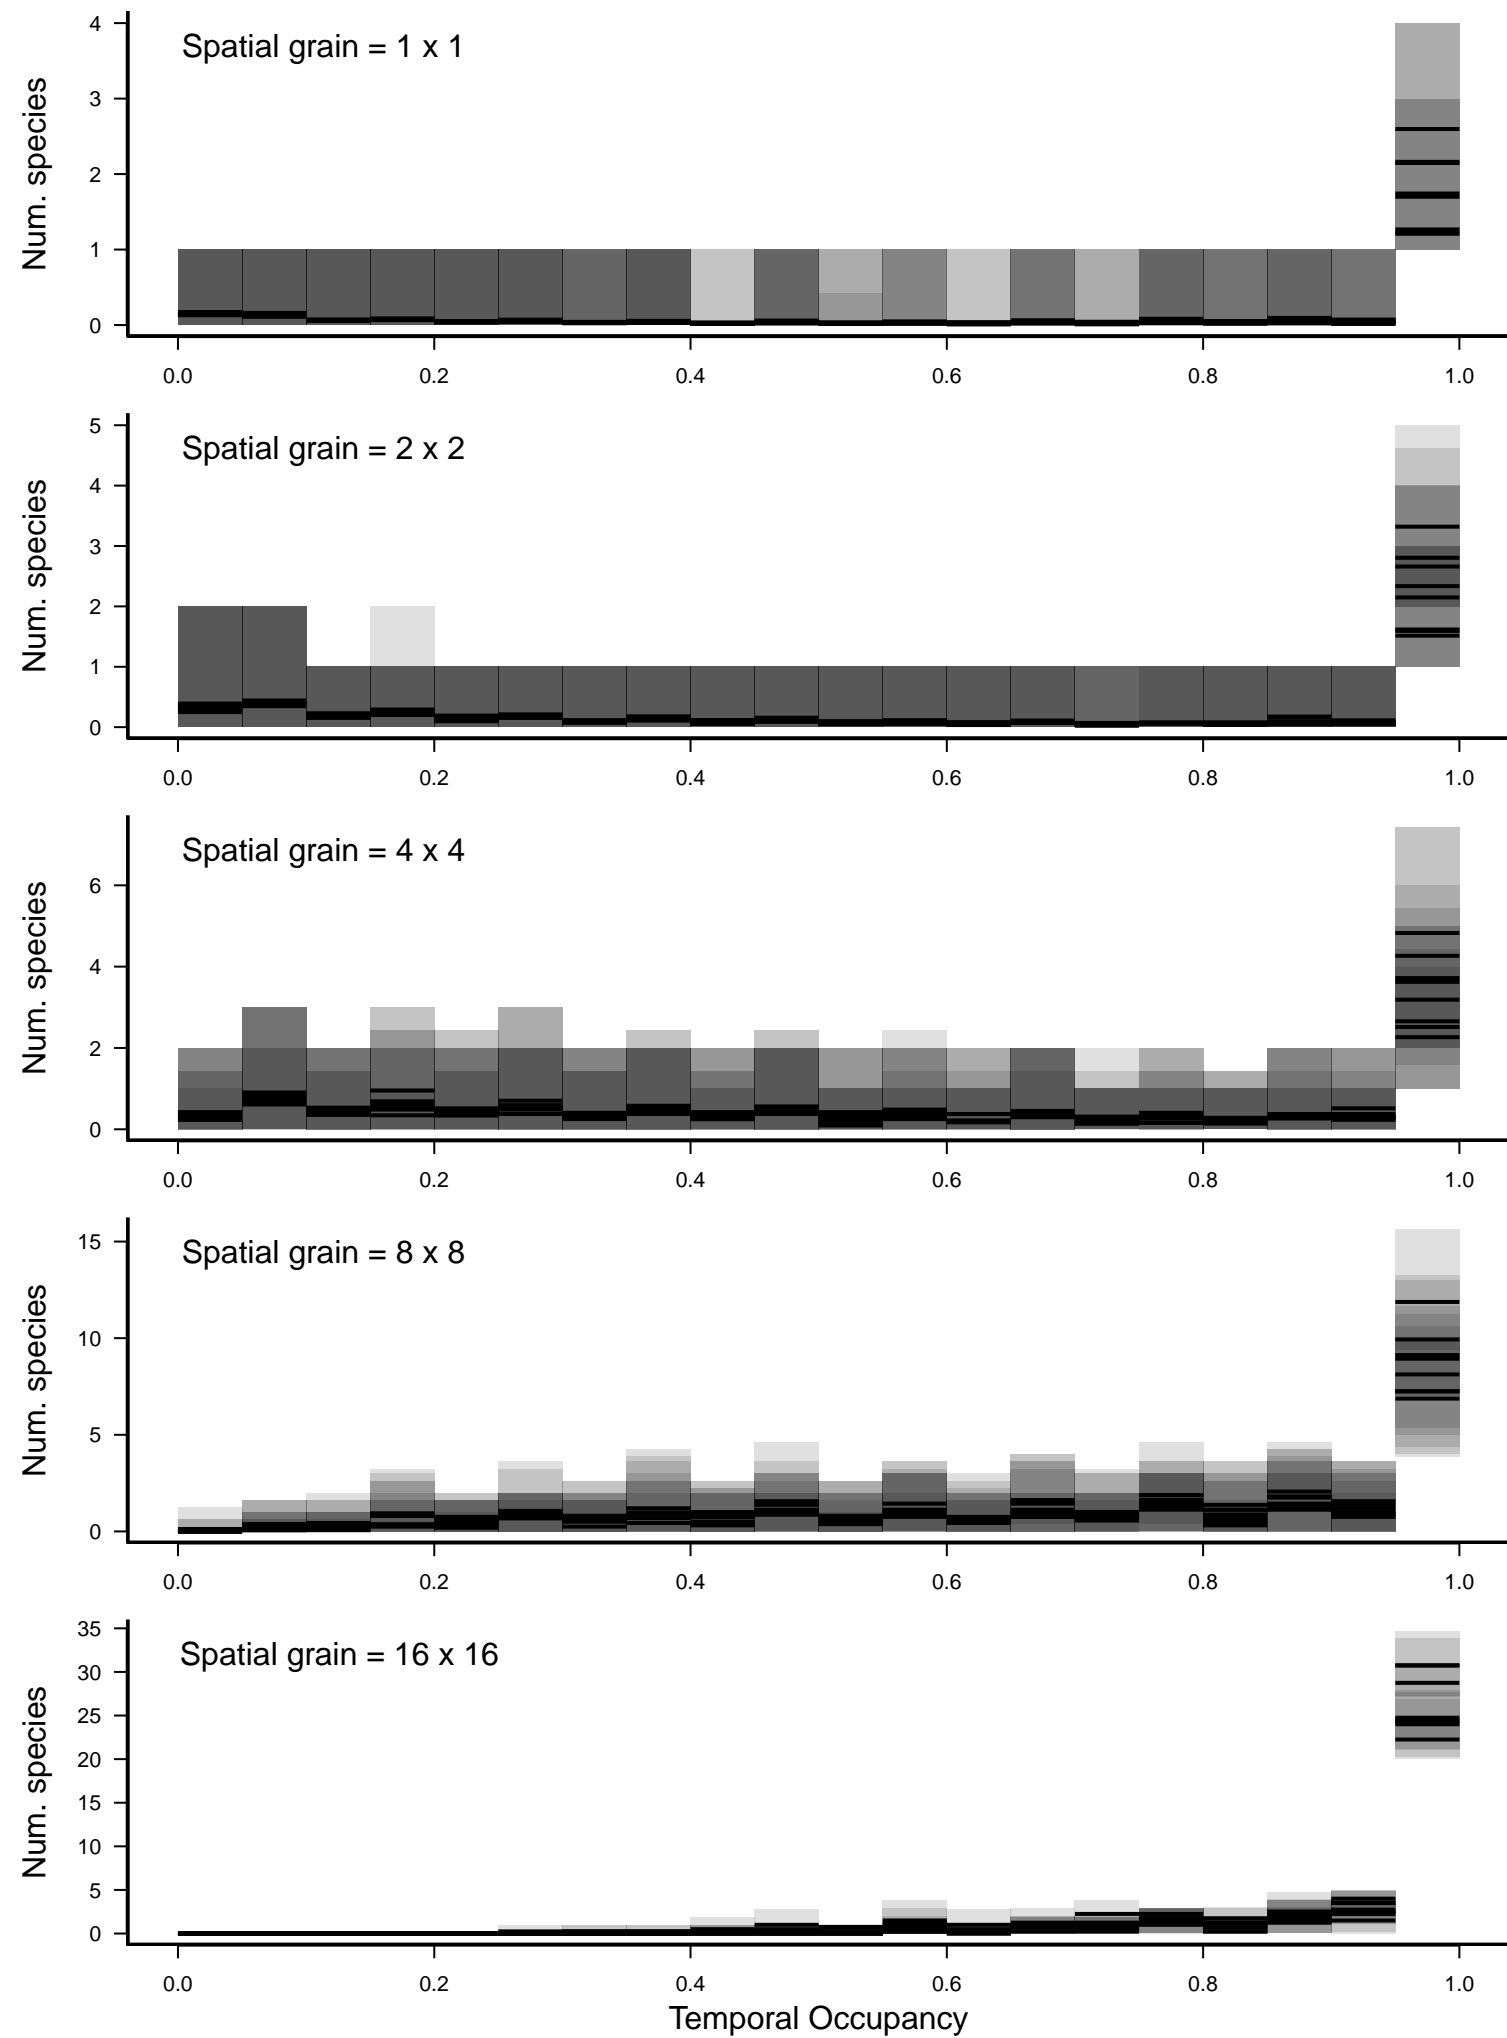 Spatial grain = 1 x 1
Num. species
4
3
2
1
0
0.0 0.2 0.4 0.6 0.8 1.0
Spatial grain = 2 x 2
Num. species
5
4
3
2
1
0
0.0 0.2 0.4 0.6 0.8 1.0
Spatial grain = 4 x 4
Num. species
6
4
2
0
0.0 0.2 0.4 0.6 0.8 1.0
Spatial grain = 8 x 8
Num. species
15
10
5
0
0.0 0.2 0.4 0.6 0.8 1.0
Spatial grain = 16 x 16
Num. species
35
30
25
20
15
10
5
0
0.0 0.2 0.4 0.6 0.8 1.0
Temporal Occupancy